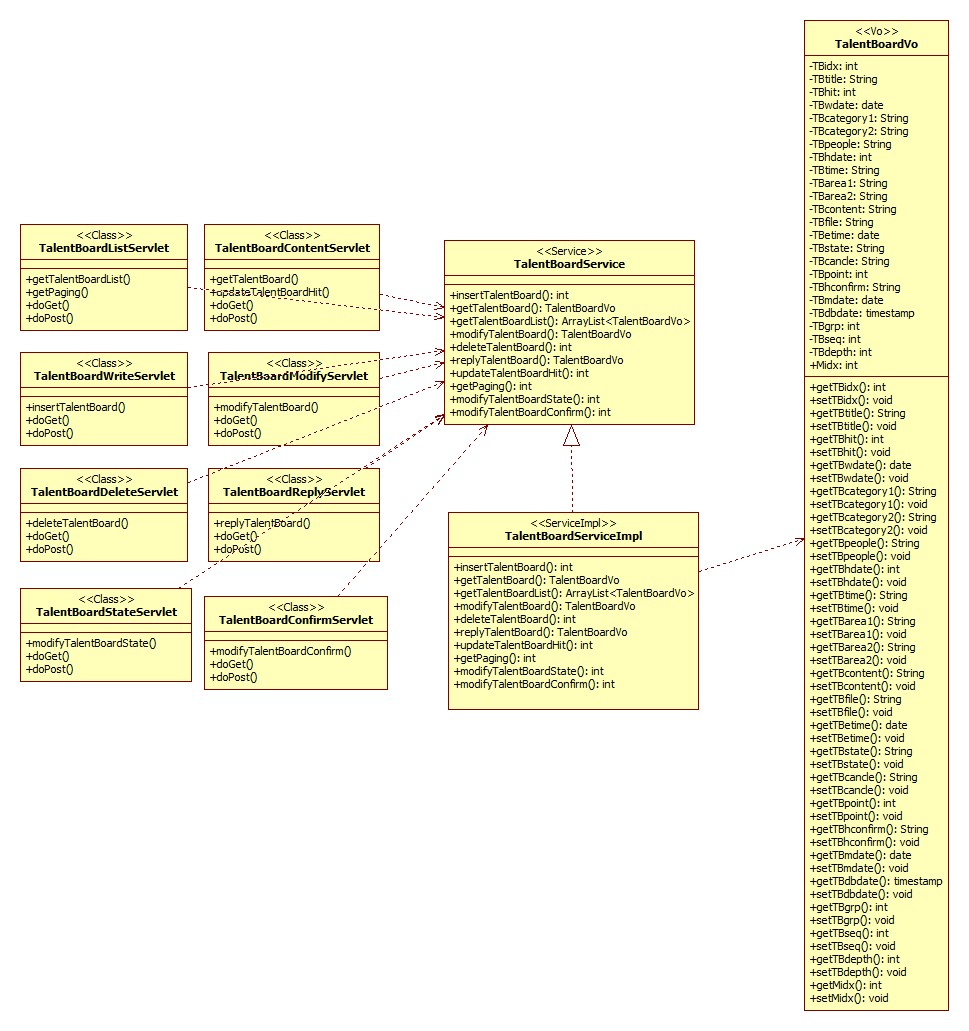 <<Class>>
TalentBoardListServlet
+getTalentBoardList()
+getPaging()
+doGet()
+doPost()
<<Class>>
TalentBoardContentServlet
+getTalentBoard()
+updateTalentBoardHit()
+doGet()
+doPost()
<<Class>>
TalentBoardWriteServlet
+insertTalentBoard()
+doGet()
+doPost()
<<Class>>
TalentBoardModifyServlet
+modifyTalentBoard()
+doGet()
+doPost()
<<Class>>
TalentBoardDeleteServlet
+deleteTalentBoard()
+doGet()
+doPost()
<<Class>>
TalentBoardReplyServlet
+replyTalentBoard()
+doGet()
+doPost()
<<Class>>
TalentBoardStateServlet
+modifyTalentBoardState()
+doGet()
+doPost()
<<Class>>
TalentBoardConfirmServlet
+modifyTalentBoardConfirm()
+doGet()
+doPost()
<<Service>>
TalentBoardService
+insertTalentBoard(): int
+getTalentBoard(): TalentBoardVo
+getTalentBoardList(): ArrayList<TalentBoardVo>
+modifyTalentBoard(): TalentBoardVo
+deleteTalentBoard(): int
+replyTalentBoard(): TalentBoardVo
+updateTalentBoardHit(): int
+getPaging(): int
+modifyTalentBoardState(): int
+modifyTalentBoardConfirm(): int
<<ServiceImpl>>
TalentBoardServiceImpl
+insertTalentBoard(): int
+getTalentBoard(): TalentBoardVo
+getTalentBoardList(): ArrayList<TalentBoardVo>
+modifyTalentBoard(): TalentBoardVo
+deleteTalentBoard(): int
+replyTalentBoard(): TalentBoardVo
+updateTalentBoardHit(): int
+getPaging(): int
+modifyTalentBoardState(): int
+modifyTalentBoardConfirm(): int
<<Vo>>
TalentBoardVo
-TBidx: int
-TBtitle: String
-TBhit: int
-TBwdate: date
-TBcategory1: String
-TBcategory2: String
-TBpeople: String
-TBhdate: int
-TBtime: String
-TBarea1: String
-TBarea2: String
-TBcontent: String
-TBfile: String
-TBetime: date
-TBstate: String
-TBcancle: String
-TBpoint: int
-TBhconfirm: String
-TBmdate: date
-TBdbdate: timestamp
-TBgrp: int
-TBseq: int
-TBdepth: int
+Midx: int
+getTBidx(): int
+setTBidx(): void
+getTBtitle(): String
+setTBtitle(): void
+getTBhit(): int
+setTBhit(): void
+getTBwdate(): date
+setTBwdate(): void
+getTBcategory1(): String
+setTBcategory1(): void
+getTBcategory2(): String
+setTBcategory2(): void
+getTBpeople(): String
+setTBpeople(): void
+getTBhdate(): int
+setTBhdate(): void
+getTBtime(): String
+setTBtime(): void
+getTBarea1(): String
+setTBarea1(): void
+getTBarea2(): String
+setTBarea2(): void
+getTBcontent(): String
+setTBcontent(): void
+getTBfile(): String
+setTBfile(): void
+getTBetime(): date
+setTBetime(): void
+getTBstate(): String
+setTBstate(): void
+getTBcancle(): String
+setTBcancle(): void
+getTBpoint(): int
+setTBpoint(): void
+getTBhconfirm(): String
+setTBhconfirm(): void
+getTBmdate(): date
+setTBmdate(): void
+getTBdbdate(): timestamp
+setTBdbdate(): void
+getTBgrp(): int
+setTBgrp(): void
+getTBseq(): int
+setTBseq(): void
+getTBdepth(): int
+setTBdepth(): void
+getMidx(): int
+setMidx(): void